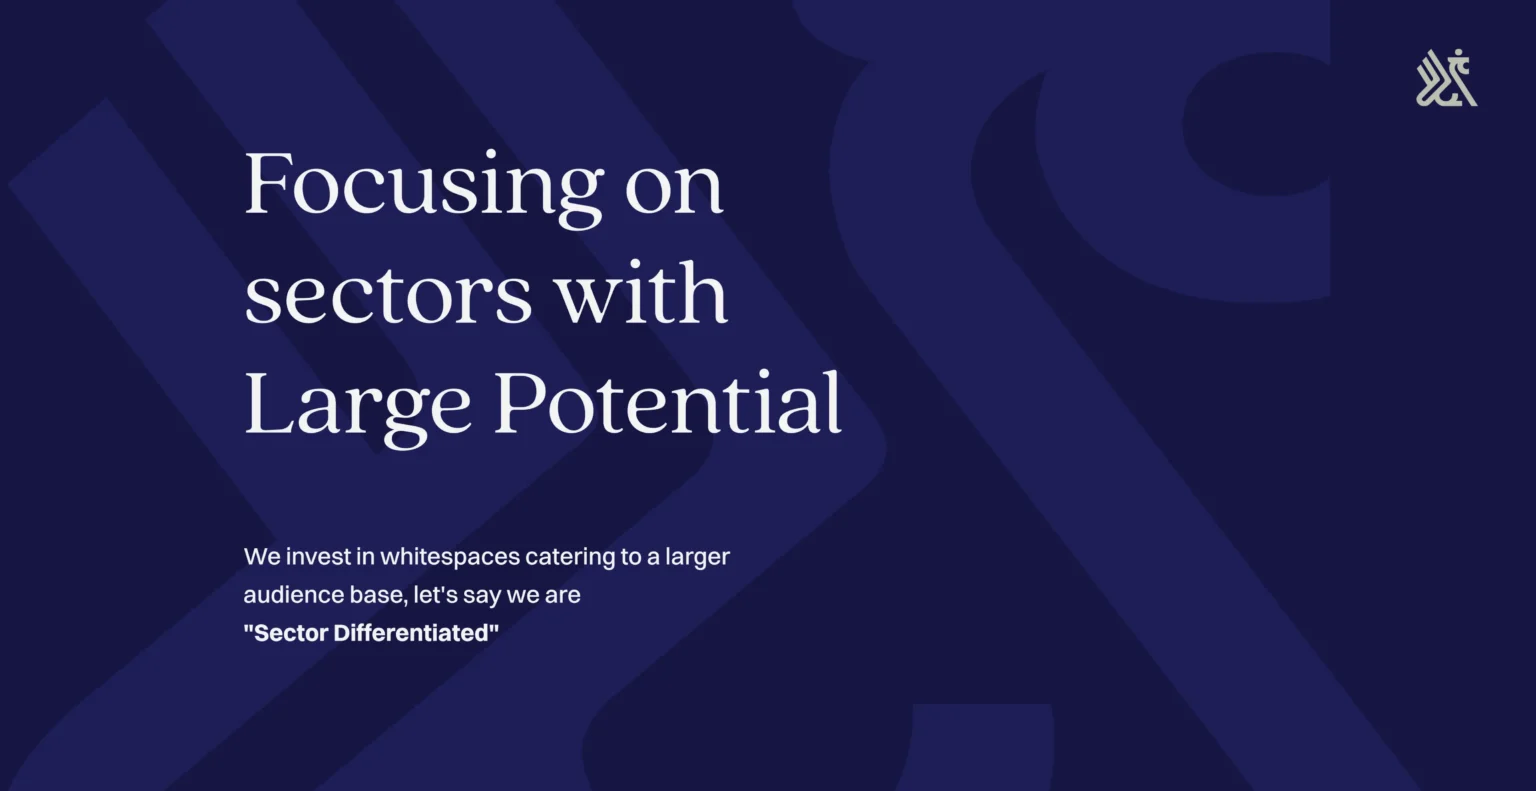 Focusing on
sectors with
Large Potential
We invest in whitespaces catering to a larger
audience base, let's say we are
"Sector Differentiated"